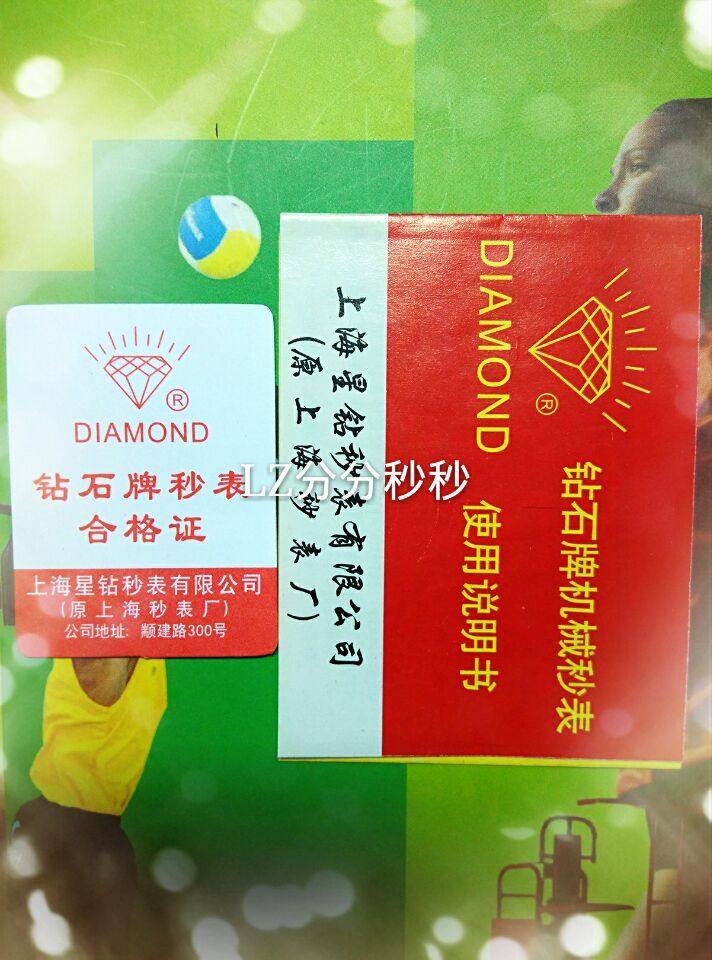 ®
DIAMOND
钻石牌秒表
合格证
上海星钻秒表有限公司
(原上海秒表厂)
公司地址: 颛建路300号
LZ分分秒秒
®
DIAMOND
钻石牌机械秒表
使用说明书
上海星钻秒表有限公司
(原上海秒表厂)